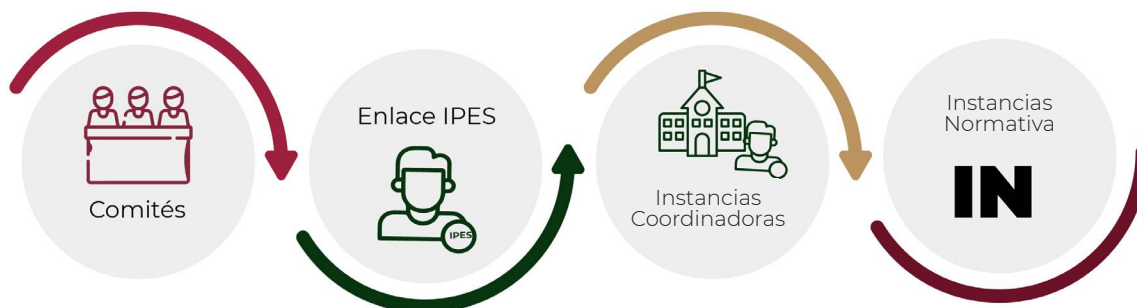 Comités
Enlace IPES
IPES
Instancias
Coordinadoras
Instancias
Normativa
IN